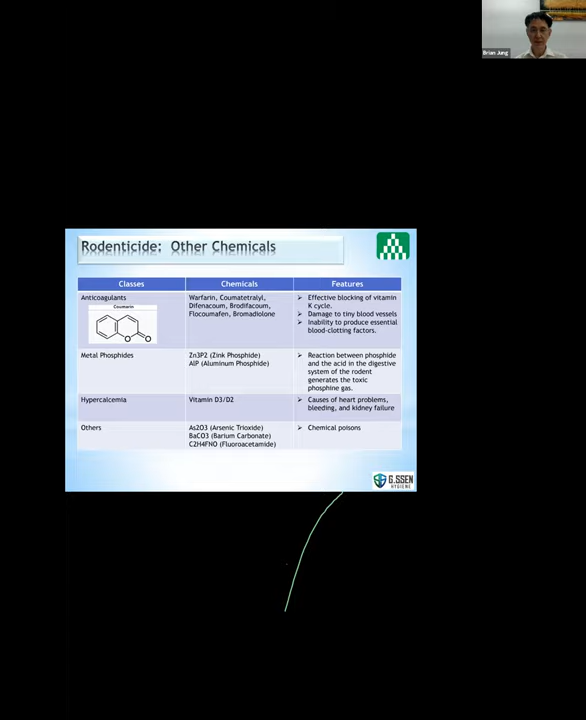 Brian Jung
Rodenticide: Other Chemicals
Classes
Chemicals
Features
Anticoagulants
Coumarin
O
O
Warfarin, Coumatetralyl,
Difenacoum, Brodifacoum,
Flocoumafen, Bromadiolone
Effective blocking of vitamin
K cycle.
Damage to tiny blood vessels
Inability to produce essential
blood-clotting factors.
Metal Phosphides
Zn3P2 (Zink Phosphide)
AlP (Aluminum Phosphide)
Reaction between phosphide
and the acid in the digestive
system of the rodent
generates the toxic
phosphine gas.
Hypercalcemia
Vitamin D3/D2
Causes of heart problems,
bleeding, and kidney failure
Others
As2O3 (Arsenic Trioxide)
BaCO3 (Barium Carbonate)
C2H4FNO (Fluoroacetamide)
Chemical poisons
G.SSEN
HYGIENE